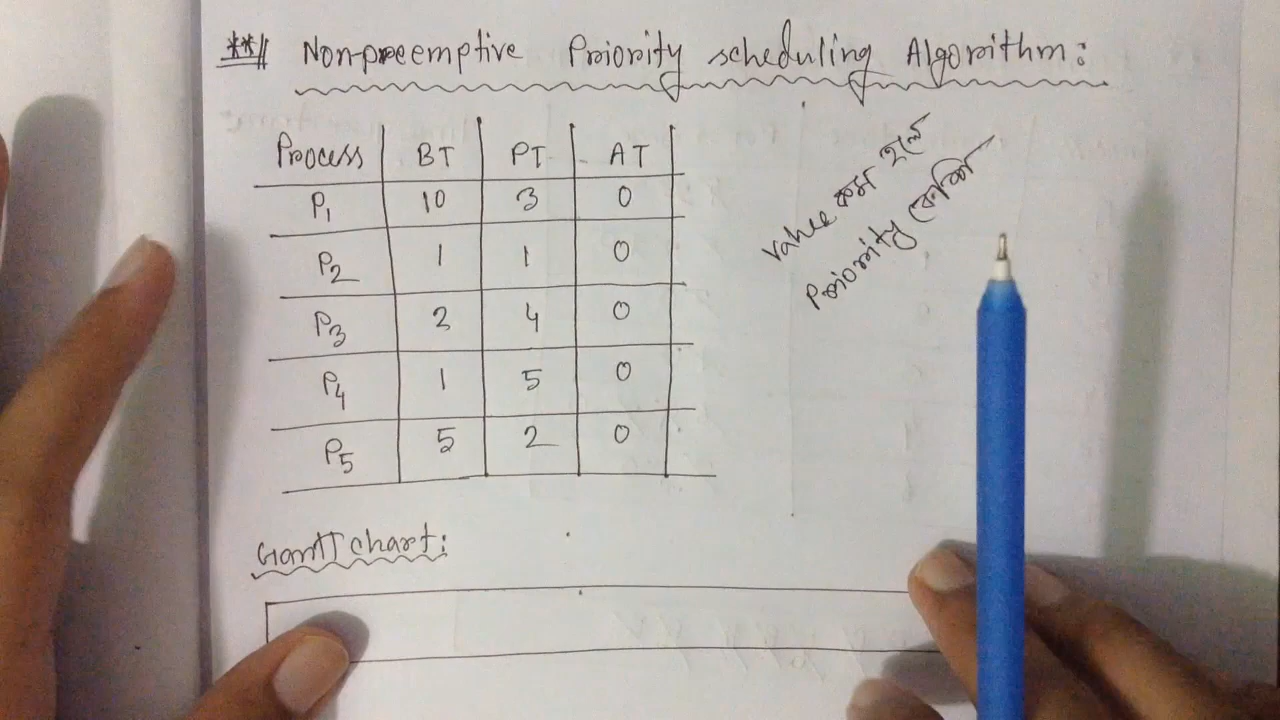 **// Non-preemptive Priority scheduling Algorithm:
Process BT PT AT
P1 10 3 0
P2 1 1 0
P3 2 4 0
P4 1 5 0
P5 5 2 0
value কম হলে
Priority বেশি
Gantt chart: